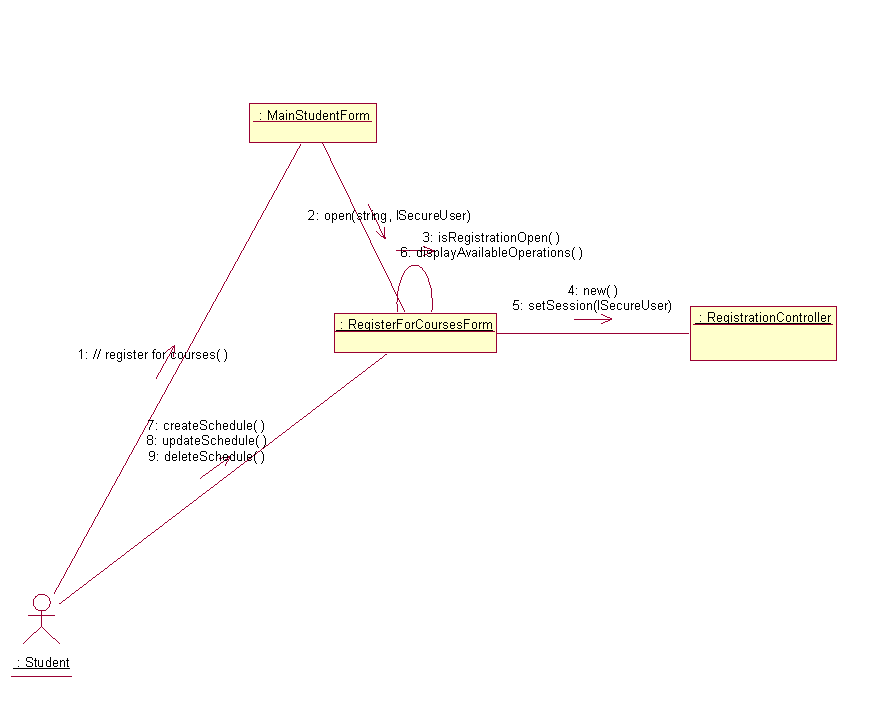 : MainStudentForm
2: open(string, ISecureUser)
3: isRegistrationOpen( )
6: displayAvailableOperations( )
4: new( )
5: setSession(ISecureUser)
: RegisterForCoursesForm
: RegistrationController
1: // register for courses( )
7: createSchedule( )
8: updateSchedule( )
9: deleteSchedule( )
: Student